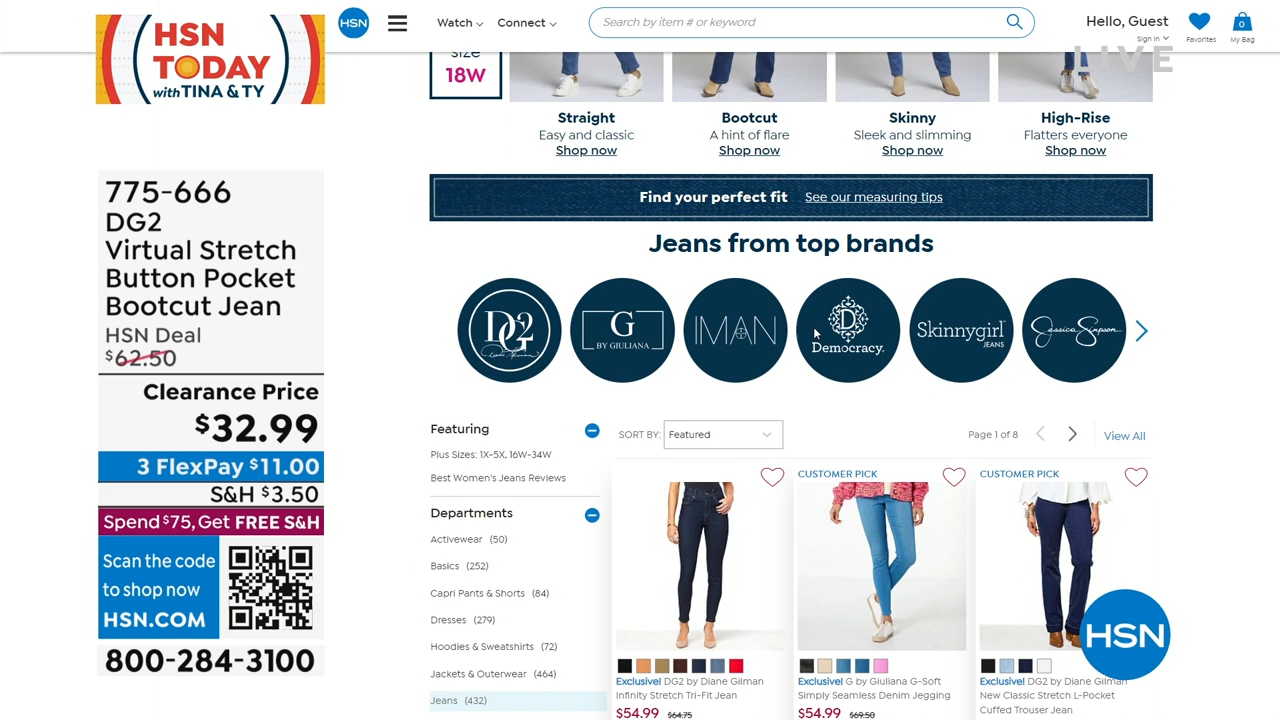 HSN
TODAY
with TINA & TY
HSN
Watch
Connect
Search by item # or keyword
Hello, Guest
Sign In
Favorites
0
My Bag
LIVE
size
18W
Straight
Easy and classic
Shop now
Bootcut
A hint of flare
Shop now
Skinny
Sleek and slimming
Shop now
High-Rise
Flatters everyone
Shop now
775-666
DG2
Virtual Stretch
Button Pocket
Bootcut Jean
HSN Deal
$62.50
Clearance Price
$32.99
3 FlexPay $11.00
S&H $3.50
Spend $75, Get FREE S&H
Scan the code
to shop now
HSN.COM
800-284-3100
Find your perfect fit See our measuring tips
Jeans from top brands
DG2
G
BY GIULIANA
IMAN
D
Democracy.
Skinnygirl
JEANS
Jessica Simpson
Featuring
Plus Sizes: 1X-5X, 16W-34W
Best Women's Jeans Reviews
Departments
Activewear (50)
Basics (252)
Capri Pants & Shorts (84)
Dresses (279)
Hoodies & Sweatshirts (72)
Jackets & Outerwear (464)
Jeans (432)
SORT BY: Featured
Page 1 of 8
View All
Exclusive! DG2 by Diane Gilman
Infinity Stretch Tri-Fit Jean
$54.99 $64.75
CUSTOMER PICK
Exclusive! G by Giuliana G-Soft
Simply Seamless Denim Jegging
$54.99 $69.50
CUSTOMER PICK
Exclusive! DG2 by Diane Gilman
New Classic Stretch L-Pocket
Cuffed Trouser Jean
HSN